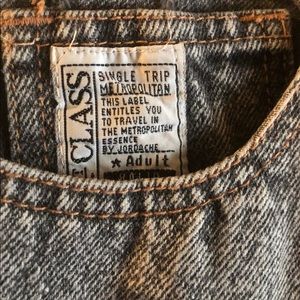 CLASS
SINGLE TRIP
METROPOLITAN
THIS LABEL
ENTITLES YOU
TO TRAVEL IN
THE METROPOLITAN
ESSENCE
BY JORDACHE
★ Adult